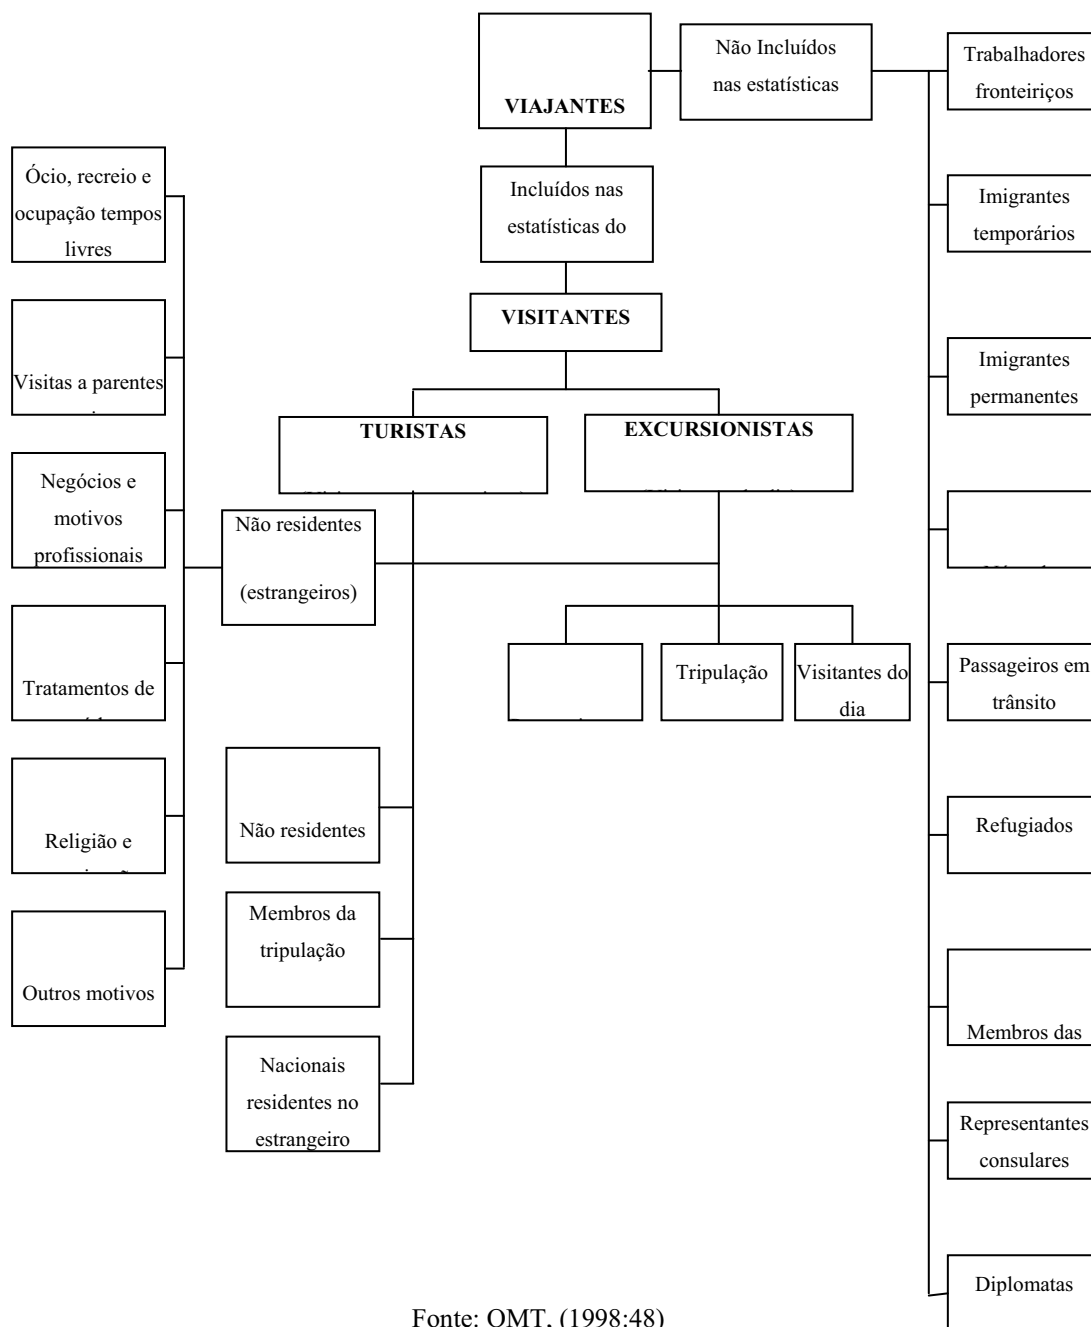 VIAJANTES
Não Incluídos
nas estatísticas
Trabalhadores
fronteiriços
Ócio, recreio e
ocupação tempos
livres
Incluídos nas
estatísticas do
Imigrantes
temporários
VISITANTES
Visitas a parentes
Imigrantes
permanentes
TURISTAS
EXCURSIONISTAS
Negócios e
motivos
profissionais
Não residentes
(estrangeiros)
Tratamentos de
Tripulação
Visitantes do
dia
Passageiros em
trânsito
Não residentes
Religião e
Refugiados
Membros da
tripulação
Outros motivos
Membros das
Nacionais
residentes no
estrangeiro
Representantes
consulares
Diplomatas
Fonte: OMT, (1998:48)